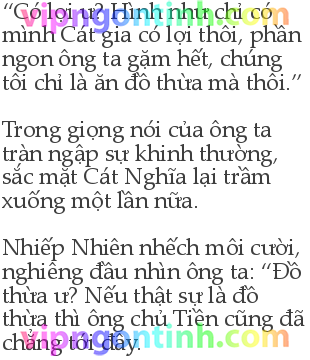 “Có lợi ư? Hình như chỉ có
mình Cát gia có lợi thôi, phần
ngon ông ta gặm hết, chúng
tôi chỉ là ăn đồ thừa mà thôi.”
Trong giọng nói của ông ta
tràn ngập sự khinh thường,
sắc mặt Cát Nghĩa lại trầm
xuống một lần nữa.
Nhiếp Nhiên nhếch môi cười,
nghiêng đầu nhìn ông ta: “Đồ
thừa ư? Nếu thật sự là đồ
thừa thì ông chủ Tiền cũng đã
chẳng tới đây.
vipngontinh.com
vipngontinh.com